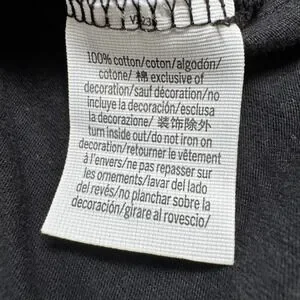 100% cotton/coton/algodón/
cotone/ 棉 exclusive of
decoration/sauf décoration/no
incluye la decoración/esclusa
la decorazione/ 装饰除外
turn inside out/do not iron on
decoration/retourner le vêtement
à l'envers/ne pas repasser sur
les ornements/lavar del lado
del revés/no planchar sobre la
decoración/girare al rovescio/